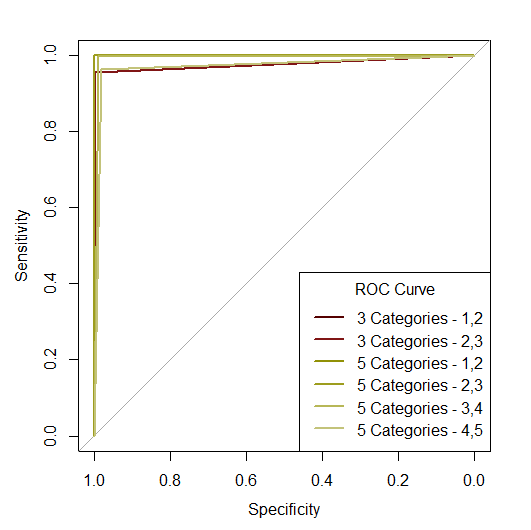 1.0
0.8
0.6
0.4
0.2
0.0
Sensitivity
ROC Curve
3 Categories - 1,2
3 Categories - 2,3
5 Categories - 1,2
5 Categories - 2,3
5 Categories - 3,4
5 Categories - 4,5
1.0 0.8 0.6 0.4 0.2 0.0
Specificity